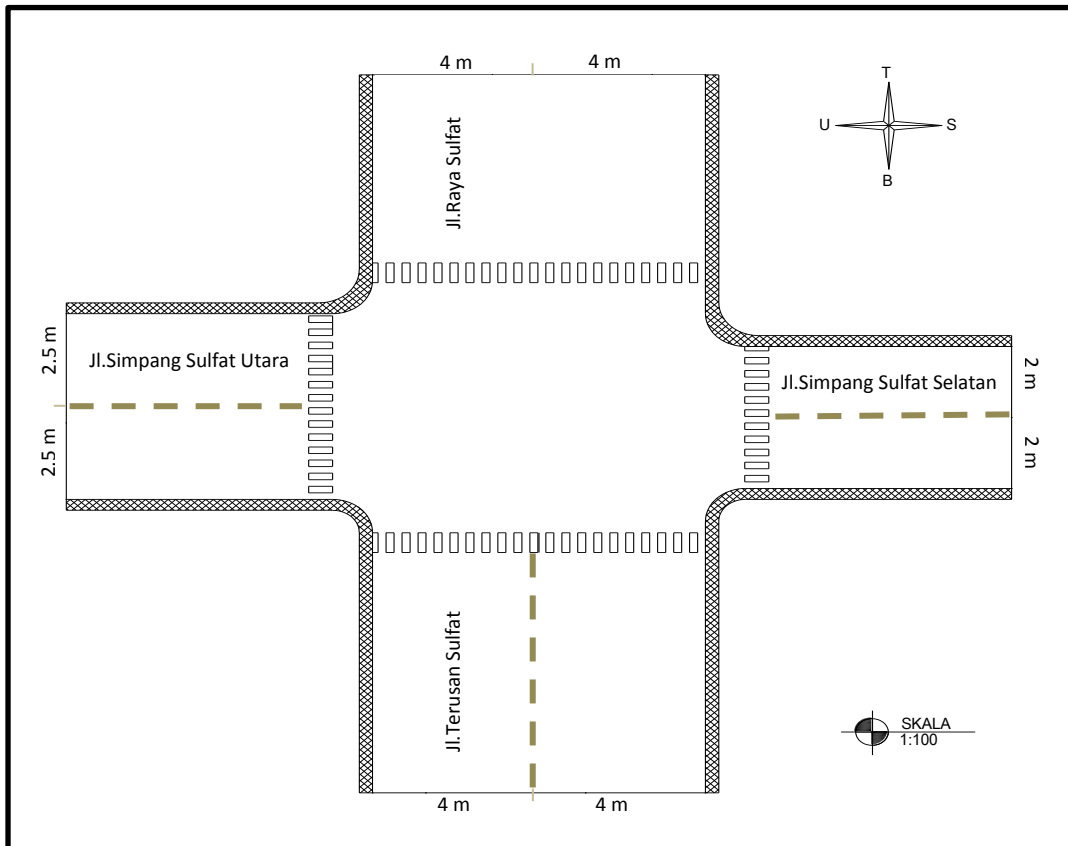 4 m
4 m
T
U
S
B
Jl.Raya Sulfat
2.5 m
2.5 m
Jl.Simpang Sulfat Utara
Jl.Simpang Sulfat Selatan
2 m
2 m
Jl.Terusan Sulfat
SKALA
1:100
4 m
4 m